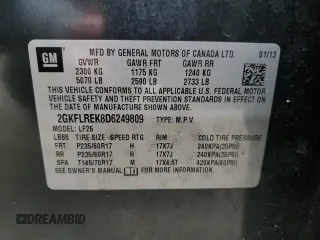 GM
MFD BY GENERAL MOTORS OF CANADA LTD. 01/13
GVWR GAWR FRT GAWR RR
2300 KG 1175 KG 1240 KG
5070 LB 2590 LB 2733 LB
THIS VEHICLE CONFORMS TO ALL APPLICABLE U.S. FEDERAL MOTOR VEHICLE SAFETY AND THEFT PREVENTION STANDARDS IN EFFECT ON THE DATE OF MANUFACTURE SHOWN ABOVE.
2GKFLREK8D6249809 TYPE: M.P.V.
MODEL: LF26
TIRE SIZE SPEED RTG RIM COLD TIRE PRESSURE
FRT P235/60R17 H 17X7J 240KPA(35PSI)
RR P235/60R17 H 17X7J 240KPA(35PSI)
SPA T145/70R17 M 17X4.5T 420KPA(60PSI)
SEE OWNER'S MANUAL
© DREAMBID
AUTOBIDCAR